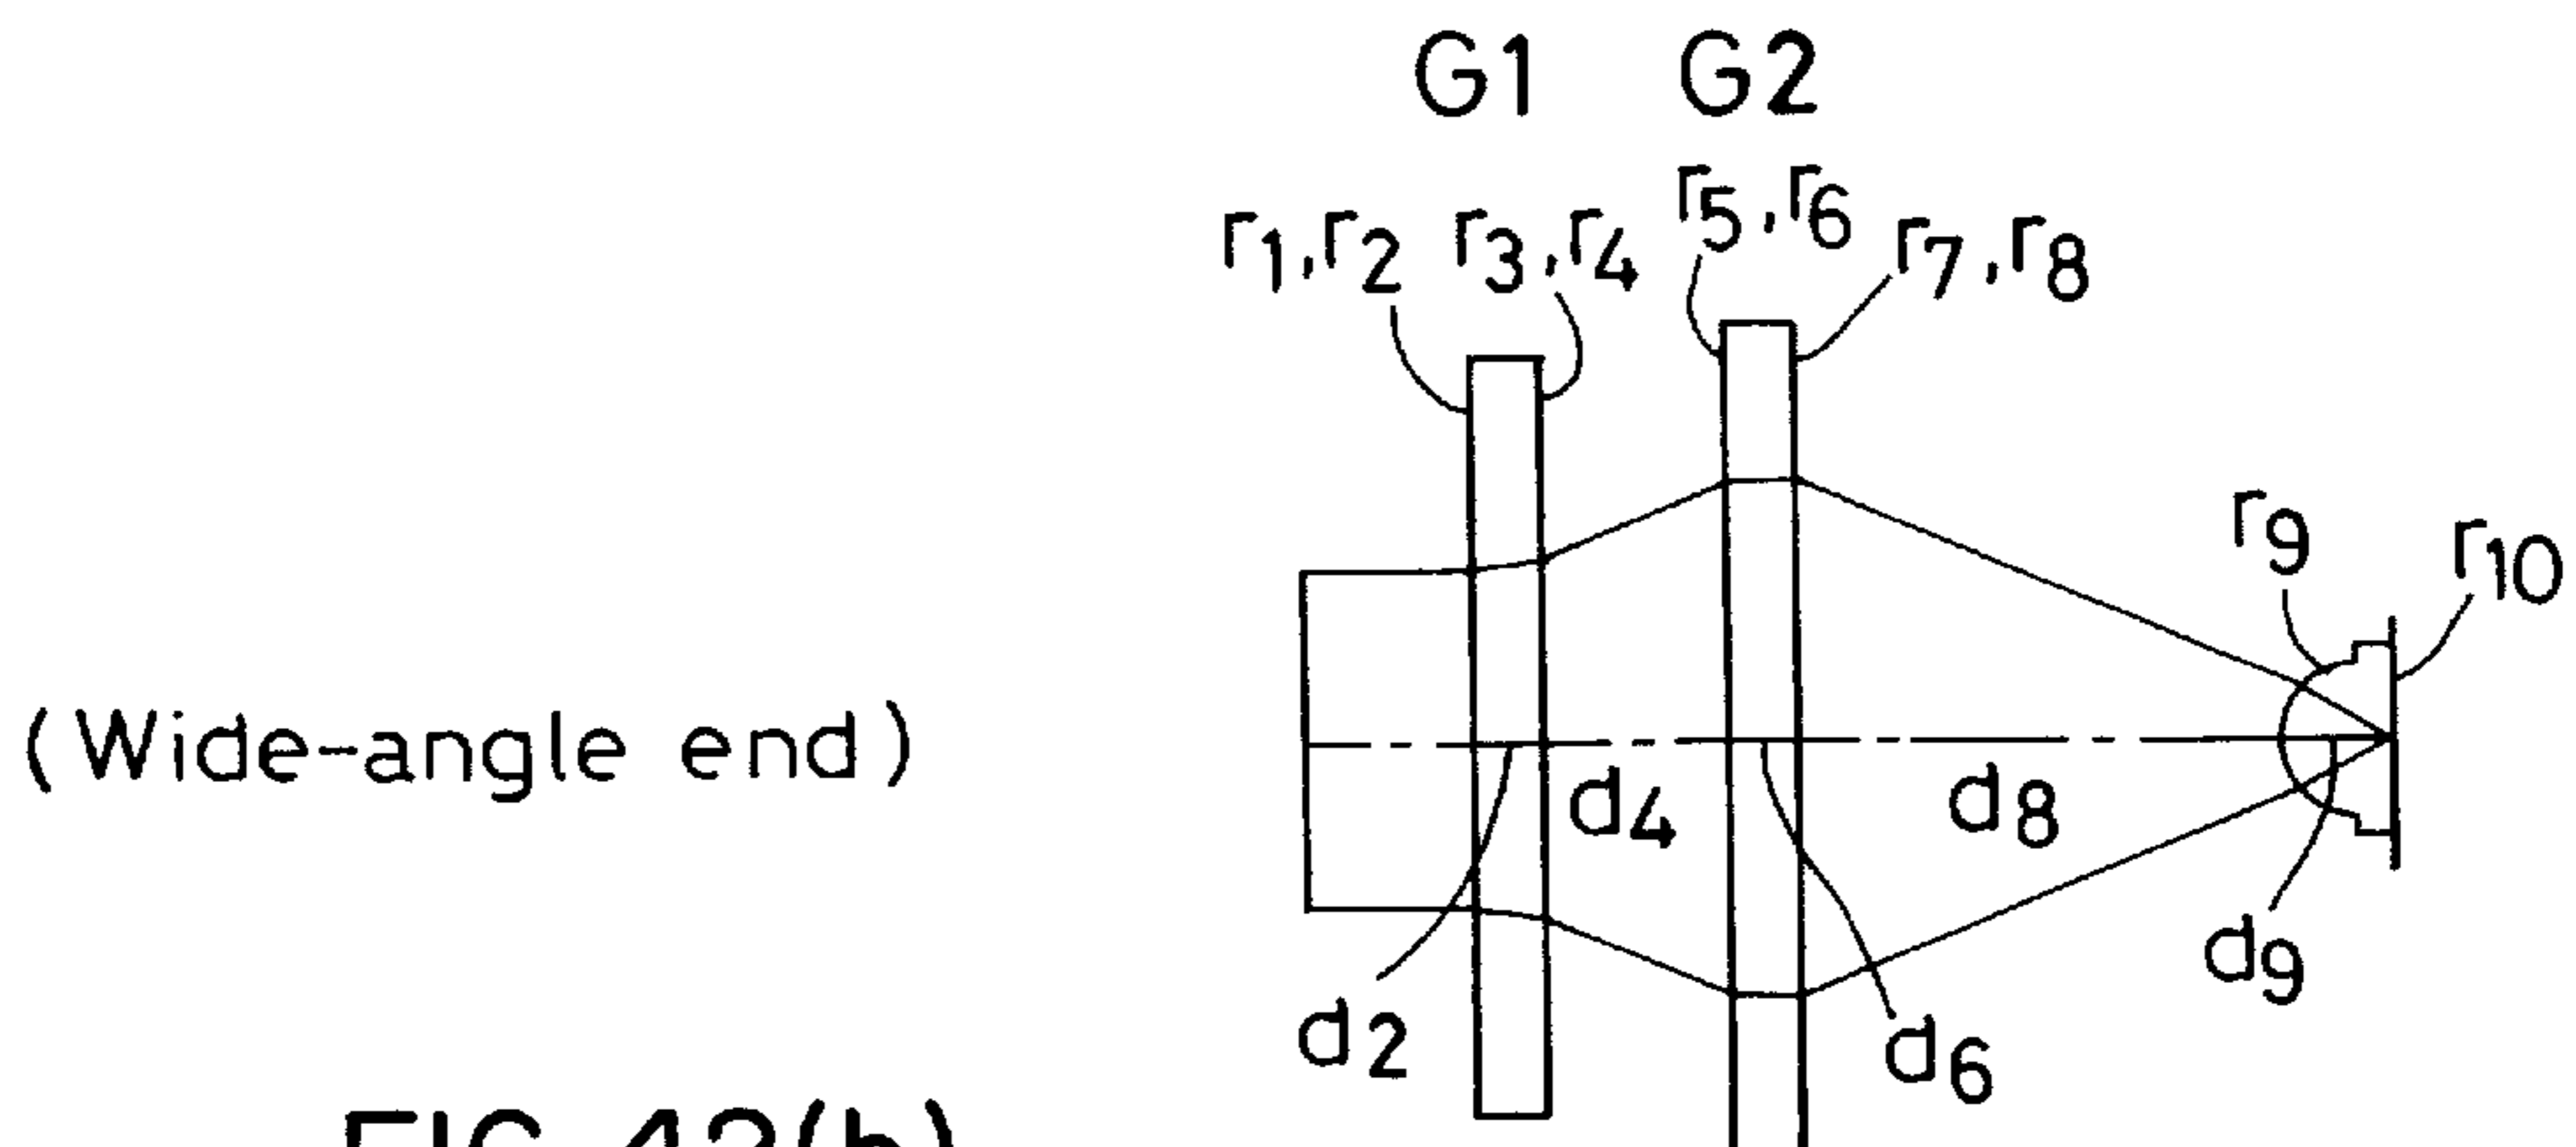 G1 G2
r5,r6
r1,r2 r3,r4 r7,r8
r9 r10
(Wide-angle end)
d4 d8
d9
d2 d6